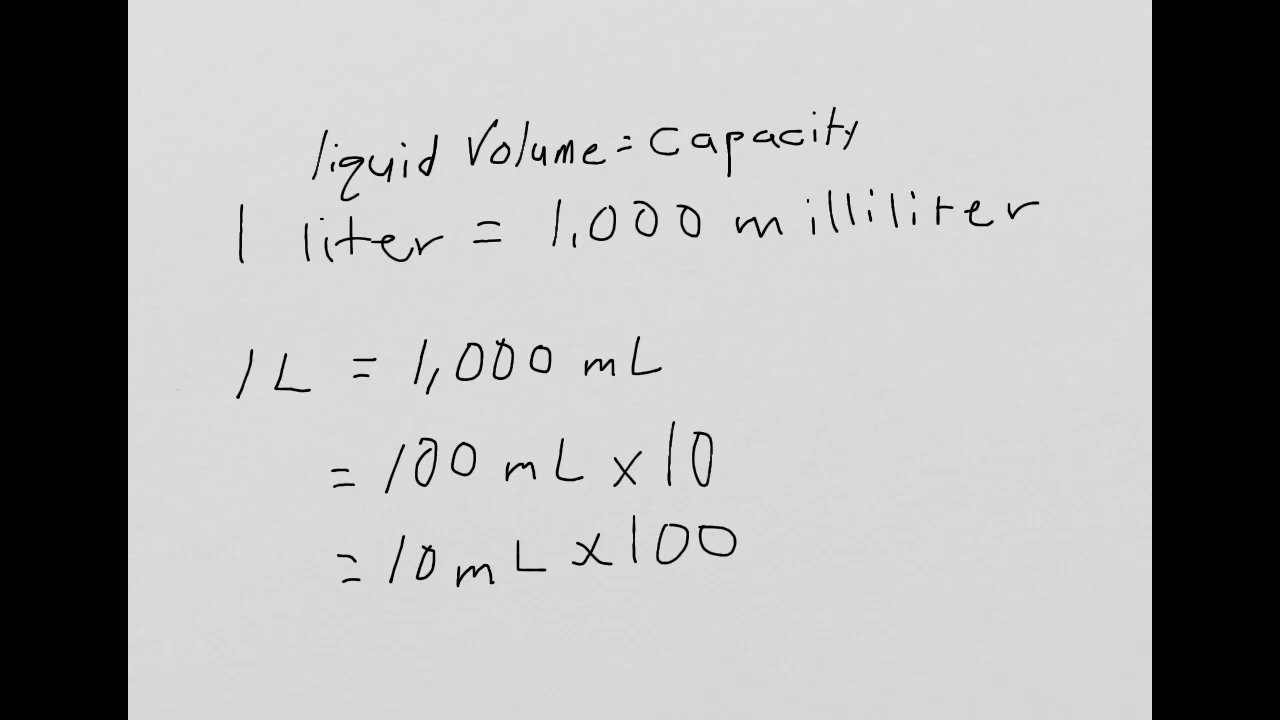 liquid Volume = Capacity
1 liter = 1,000 milliliter
1 L = 1,000 mL
= 100 mL x 10
= 10 mL x 100